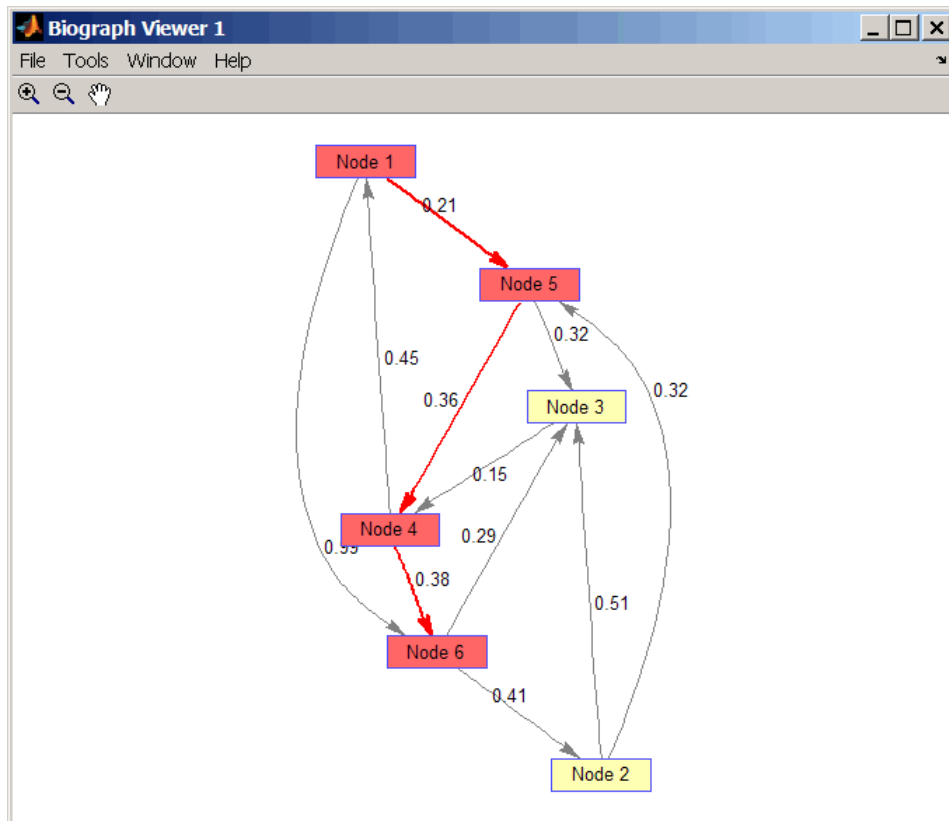 Biograph Viewer 1
File Tools Window Help
Node 1
0.21
Node 5
0.32
0.45
0.36
0.32
Node 3
0.15
Node 4
0.29
0.99
0.38
0.51
Node 6
0.41
Node 2